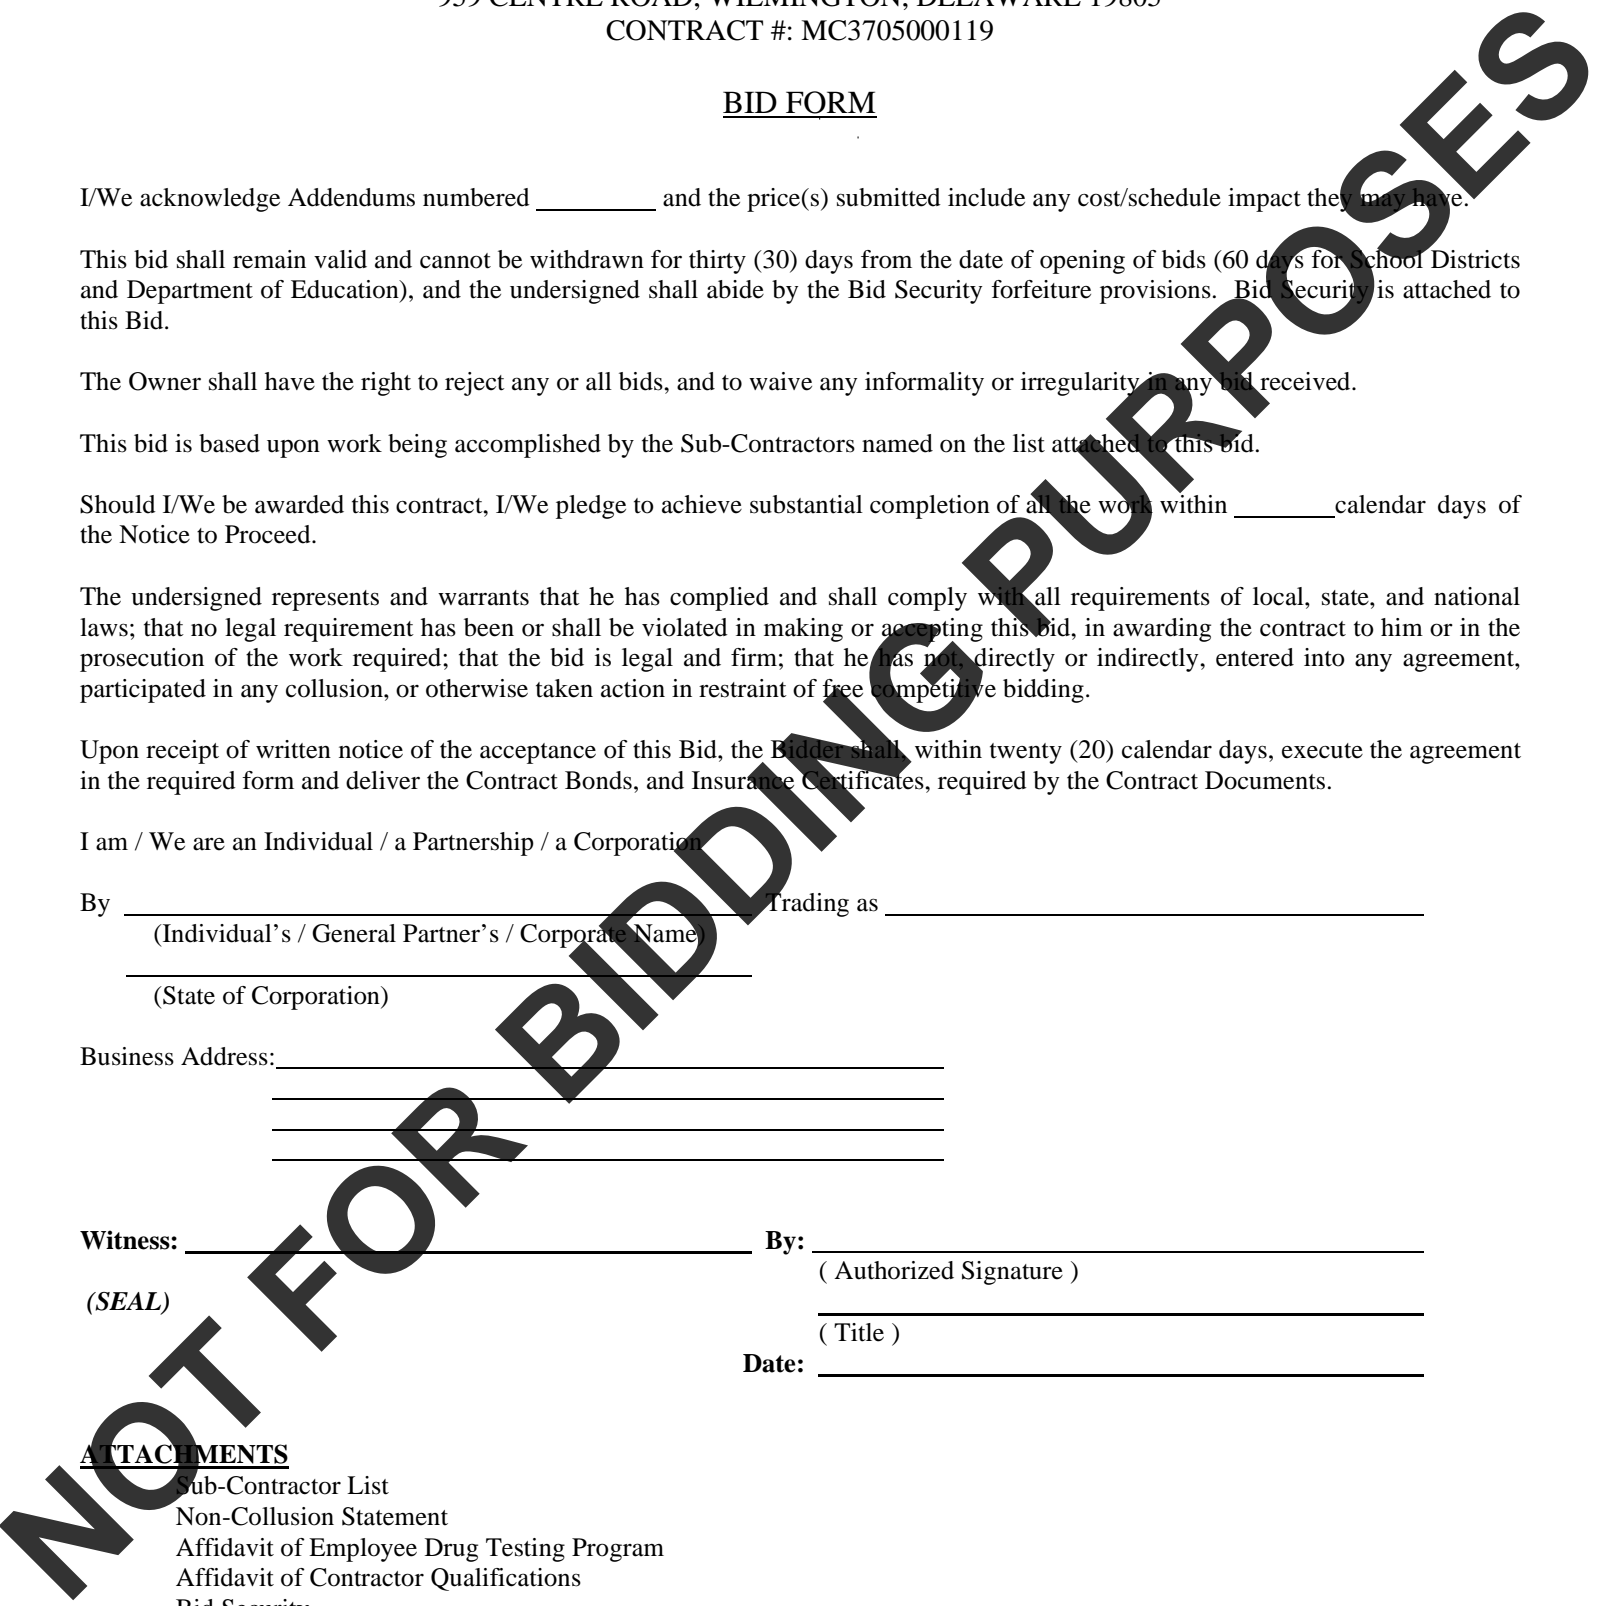 959 CENTRE ROAD, WILMINGTON, DELAWARE 19805
CONTRACT #: MC3705000119
BID FORM
I/We acknowledge Addendums numbered _________ and the price(s) submitted include any cost/schedule impact they may have.
This bid shall remain valid and cannot be withdrawn for thirty (30) days from the date of opening of bids (60 days for School Districts
and Department of Education), and the undersigned shall abide by the Bid Security forfeiture provisions. Bid Security is attached to
this Bid.
The Owner shall have the right to reject any or all bids, and to waive any informality or irregularity in any bid received.
This bid is based upon work being accomplished by the Sub-Contractors named on the list attached to this bid.
Should I/We be awarded this contract, I/We pledge to achieve substantial completion of all the work within ________calendar days of
the Notice to Proceed.
The undersigned represents and warrants that he has complied and shall comply with all requirements of local, state, and national
laws; that no legal requirement has been or shall be violated in making or accepting this bid, in awarding the contract to him or in the
prosecution of the work required; that the bid is legal and firm; that he has not, directly or indirectly, entered into any agreement,
participated in any collusion, or otherwise taken action in restraint of free competitive bidding.
Upon receipt of written notice of the acceptance of this Bid, the Bidder shall, within twenty (20) calendar days, execute the agreement
in the required form and deliver the Contract Bonds, and Insurance Certificates, required by the Contract Documents.
I am / We are an Individual / a Partnership / a Corporation
By Trading as
(Individual’s / General Partner’s / Corporate Name)
(State of Corporation)
Business Address:
Witness: By:
( Authorized Signature )
(SEAL)
( Title )
Date:
ATTACHMENTS
Sub-Contractor List
Non-Collusion Statement
Affidavit of Employee Drug Testing Program
Affidavit of Contractor Qualifications
Bid Security
NOT FOR BIDDING PURPOSES